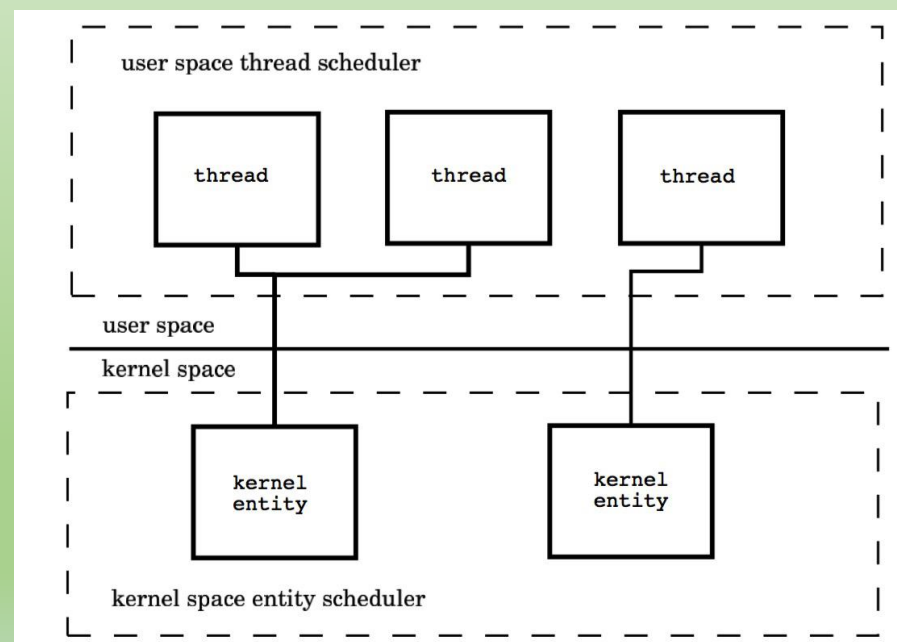 user space thread scheduler
thread
thread
thread
user space
kernel space
kernel
entity
kernel
entity
kernel space entity scheduler